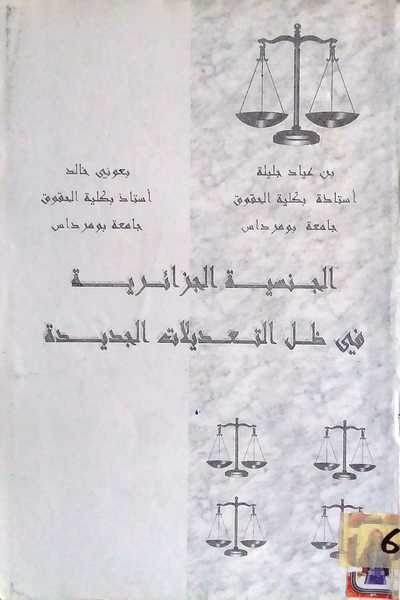 بن عياد جليلة
أستاذة بكلية الحقوق
جامعة بومرداس
بعوني خالد
أستاذ بكلية الحقوق
جامعة بومرداس
الجنسية الجزائرية
في ظل التعديلات الجديدة
6